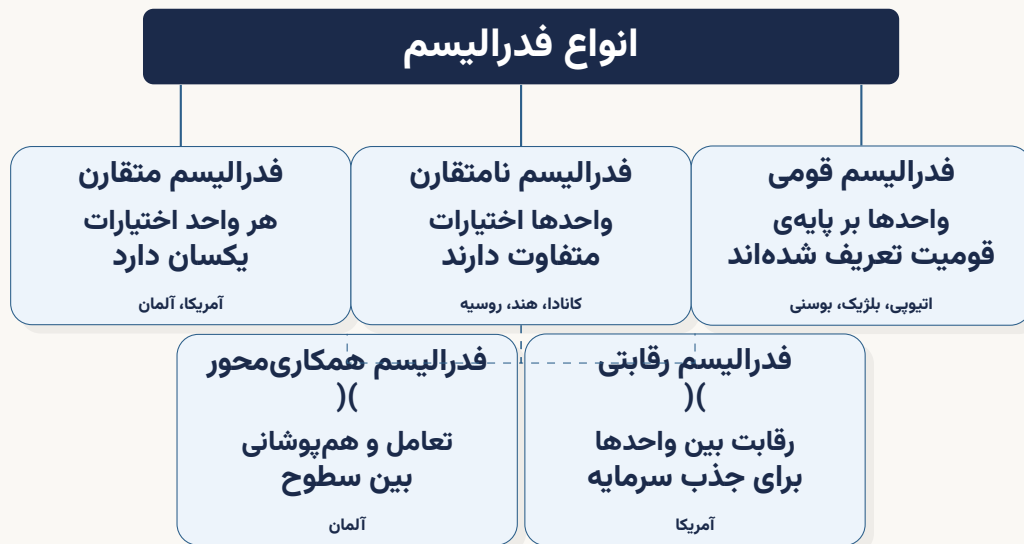 انواع فدرالیسم
فدرالیسم قومی
واحدها بر پایه‌ی
قومیت تعریف شده‌اند
اتیوپی، بلژیک، بوسنی
فدرالیسم نامتقارن
واحدها اختیارات
متفاوت دارند
کانادا، هند، روسیه
فدرالیسم متقارن
هر واحد اختیارات
یکسان دارد
آمریکا، آلمان
فدرالیسم رقابتی
)(
رقابت بین واحدها
برای جذب سرمایه
آمریکا
فدرالیسم همکاری‌محور
)(
تعامل و هم‌پوشانی
بین سطوح
آلمان